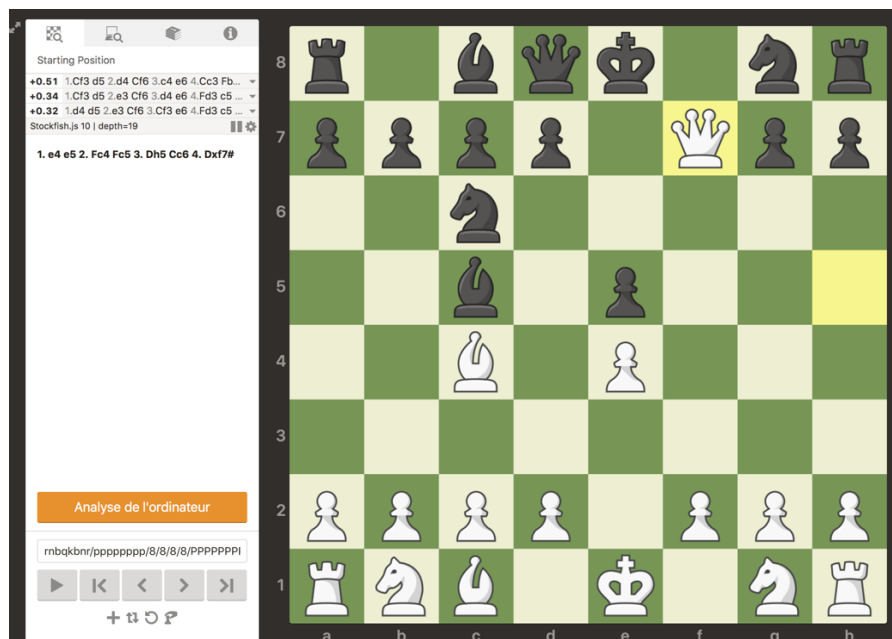 Starting Position
+0.51 1.Cf3 d5 2.d4 Cf6 3.c4 e6 4.Cc3 Fb...
+0.34 1.Cf3 d5 2.e3 Cf6 3.d4 e6 4.Fd3 c5 ...
+0.32 1.d4 d5 2.e3 Cf6 3.Cf3 e6 4.Fd3 c5 ...
Stockfish.js 10 | depth=19
1. e4 e5 2. Fc4 Fc5 3. Dh5 Cc6 4. Dxf7#
Analyse de l'ordinateur
rnbqkbnr/pppppppp/8/8/8/8/PPPPPPPI
8
7
6
5
4
3
2
1
a b c d e f g h